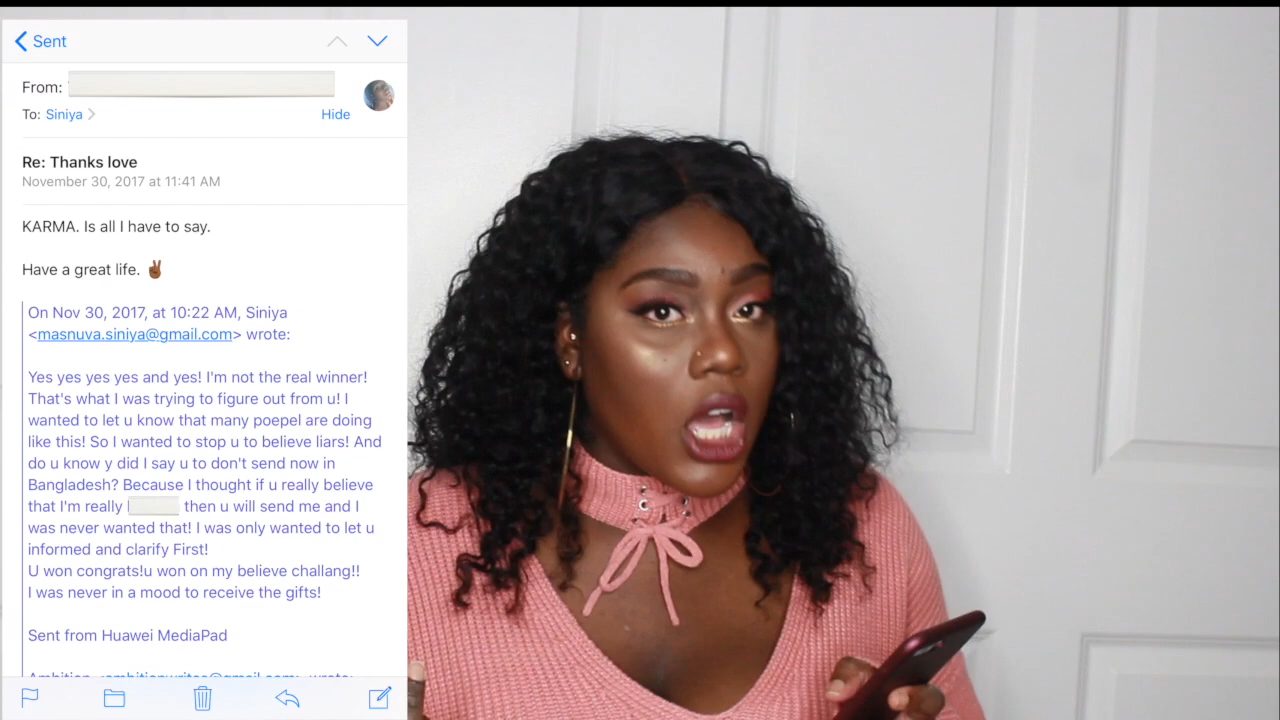 Sent
From:
To: Siniya
Hide
Re: Thanks love
November 30, 2017 at 11:41 AM
KARMA. Is all I have to say.
Have a great life. ✌🏾
On Nov 30, 2017, at 10:22 AM, Siniya
<masnuva.siniya@gmail.com> wrote:
Yes yes yes yes and yes! I'm not the real winner!
That's what I was trying to figure out from u! I
wanted to let u know that many poepel are doing
like this! So I wanted to stop u to believe liars! And
do u know y did I say u to don't send now in
Bangladesh? Because I thought if u really believe
that I'm really then u will send me and I
was never wanted that! I was only wanted to let u
informed and clarify First!
U won congrats!u won on my believe challang!!
I was never in a mood to receive the gifts!
Sent from Huawei MediaPad